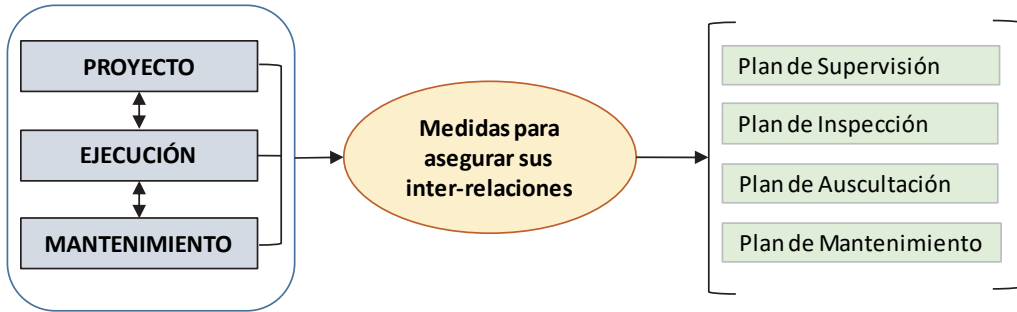 PROYECTO
EJECUCIÓN
MANTENIMIENTO
Medidas para
asegurar sus
inter-relaciones
Plan de Supervisión
Plan de Inspección
Plan de Auscultación
Plan de Mantenimiento